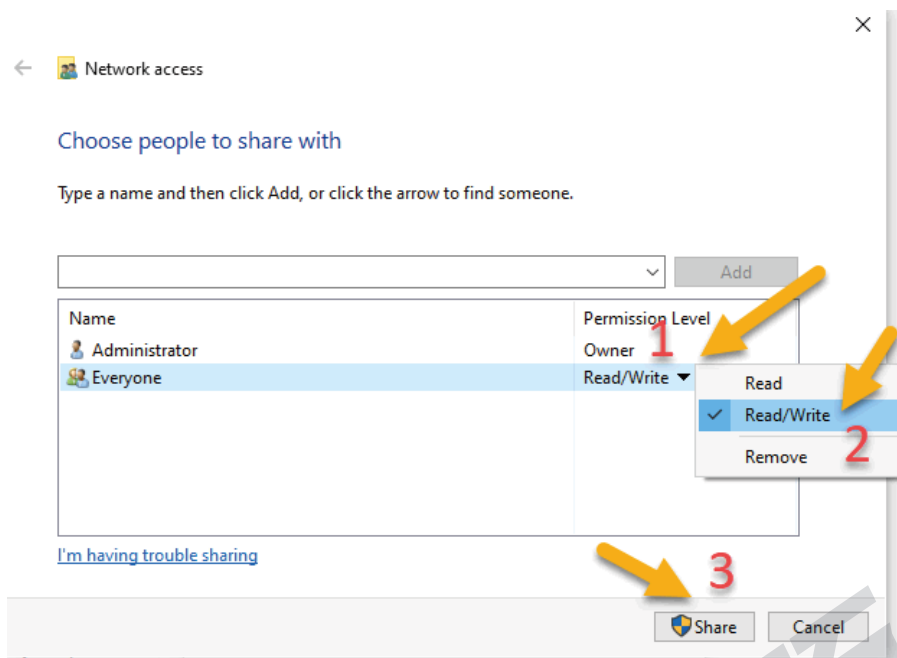 Network access
Choose people to share with
Type a name and then click Add, or click the arrow to find someone.
Add
Name Permission Level
Administrator Owner 1
Everyone Read/Write Read
Read/Write
2
Remove
I'm having trouble sharing
3
Share Cancel